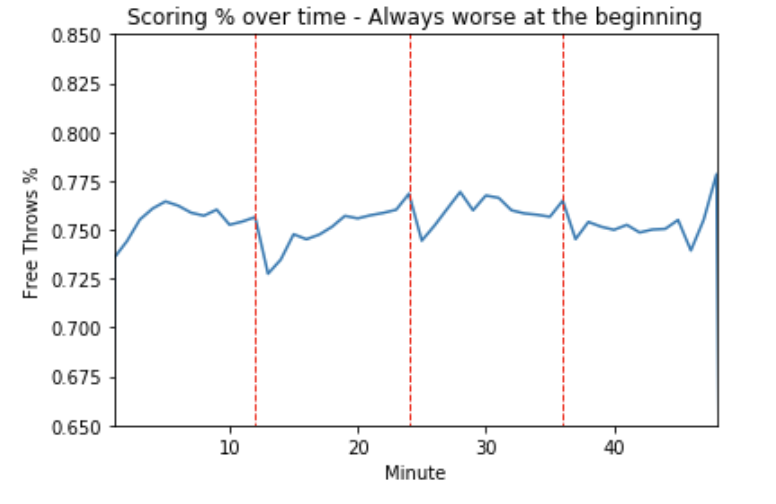 Scoring % over time - Always worse at the beginning
0.850
0.825
0.800
0.775
0.750
0.725
0.700
0.675
0.650
Free Throws %
10 20 30 40
Minute